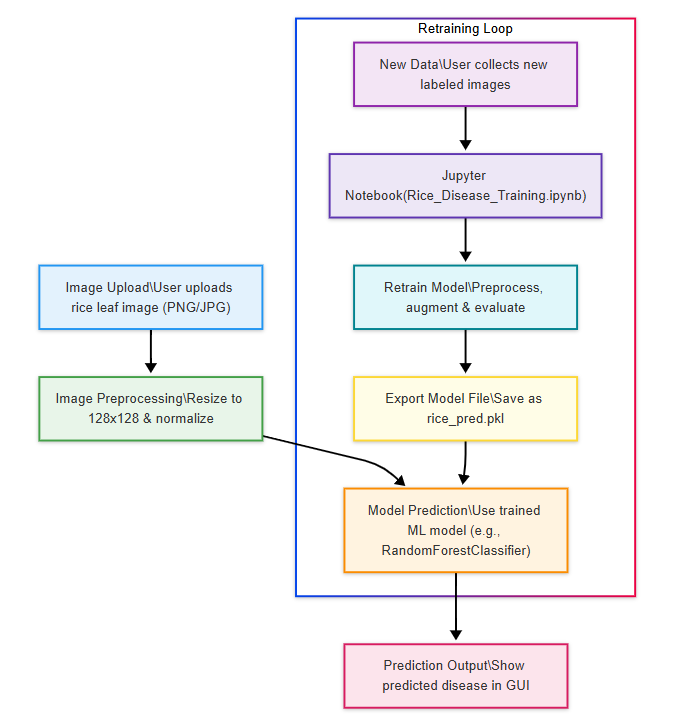 Retraining Loop
New Data\User collects new
labeled images
Jupyter
Notebook(Rice_Disease_Training.ipynb)
Image Upload\User uploads
rice leaf image (PNG/JPG)
Retrain Model\Preprocess,
augment & evaluate
Image Preprocessing\Resize to
128x128 & normalize
Export Model File\Save as
rice_pred.pkl
Model Prediction\Use trained
ML model (e.g.,
RandomForestClassifier)
Prediction Output\Show
predicted disease in GUI